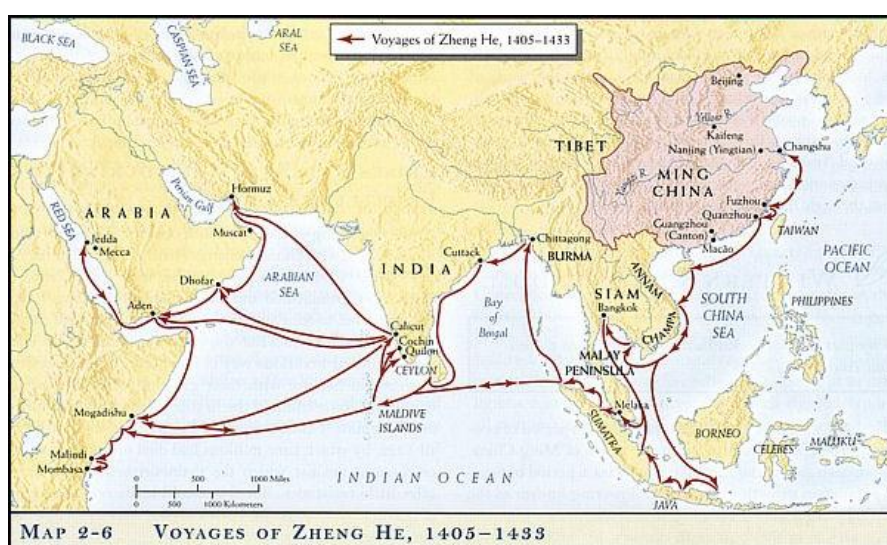 Voyages of Zheng He, 1405–1433
BLACK SEA
CASPIAN SEA
ARAL
SEA
Beijing
Yellow R.
Kaifeng
Nanjing (Yingtian)
Changshu
TIBET
Yangzi R.
MING
CHINA
Fuzhou
Quanzhou
Guangzhou
(Canton)
Macão
TAIWAN
PACIFIC
OCEAN
Persian Gulf
Hormuz
ARABIA
RED SEA
Muscat
Jedda
Mecca
Dhofar
ARABIAN
SEA
Aden
INDIA
Cuttack
Chittagong
BURMA
Bay
of
Bengal
ANNAM
SIAM
Bangkok
CHAMPA
SOUTH
CHINA
SEA
PHILIPPINES
Calicut
Cochin
Quilon
CEYLON
MALAY
PENINSULA
MALDIVE
ISLANDS
Melaka
SUMATRA
BORNEO
CELEBES
MALUKU
Mogadishu
Malindi
Mombasa
INDIAN OCEAN
JAVA
0 500 1000 Miles
0 500 1000 Kilometers
MAP 2-6 VOYAGES OF ZHENG HE, 1405–1433